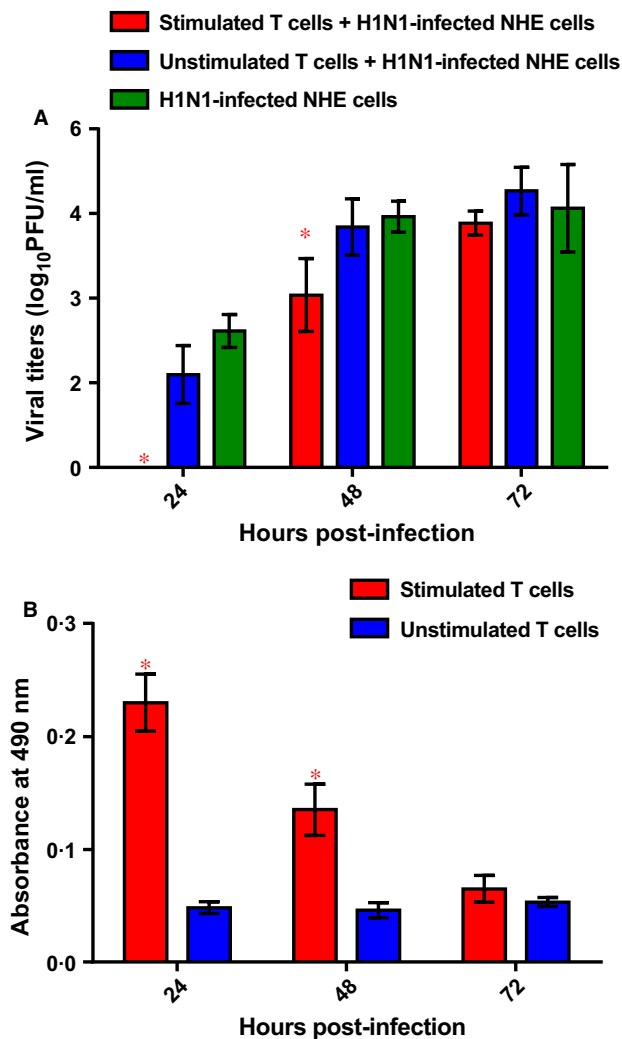 Stimulated T cells + H1N1-infected NHE cells
Unstimulated T cells + H1N1-infected NHE cells
H1N1-infected NHE cells
A
Viral titers (log10PFU/ml)
6
4
3
2
0
*
*
24
48
72
Hours post-infection
B
Stimulated T cells
Unstimulated T cells
Absorbance at 490 nm
0·3
0·2
0·1
0·0
*
*
24
48
72
Hours post-infection